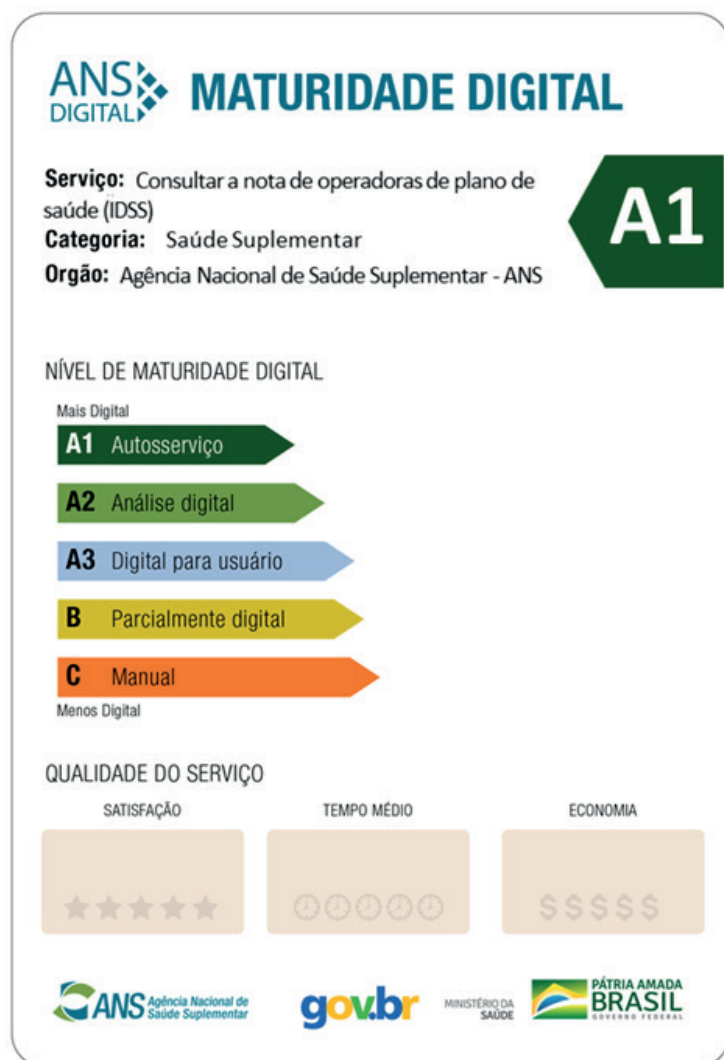 ANS
DIGITAL
MATURIDADE DIGITAL
Serviço: Consultar a nota de operadoras de plano de
saúde (IDSS)
Categoria: Saúde Suplementar
Orgão: Agência Nacional de Saúde Suplementar - ANS
A1
NÍVEL DE MATURIDADE DIGITAL
Mais Digital
A1 Autosserviço
A2 Análise digital
A3 Digital para usuário
B Parcialmente digital
C Manual
Menos Digital
QUALIDADE DO SERVIÇO
SATISFAÇÃO
TEMPO MÉDIO
ECONOMIA
$$$$$
ANS Agência Nacional de
Saúde Suplementar
gov.br
MINISTÉRIO DA
SAÚDE
PÁTRIA AMADA
BRASIL
GOVERNO FEDERAL